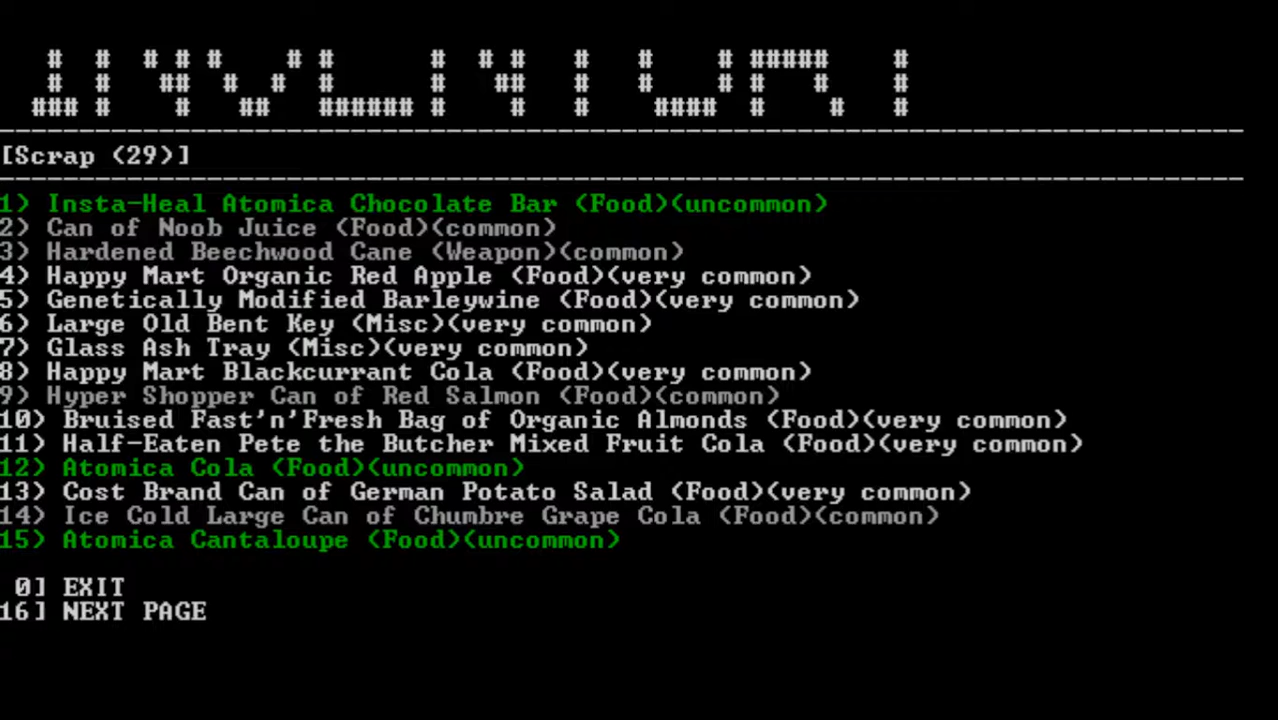 INVENTORY
[Scrap (29)]
1) Insta-Heal Atomica Chocolate Bar (Food)(uncommon)
2) Can of Noob Juice (Food)(common)
3) Hardened Beechwood Cane (Weapon)(common)
4) Happy Mart Organic Red Apple (Food)(very common)
5) Genetically Modified Barleywine (Food)(very common)
6) Large Old Bent Key (Misc)(very common)
7) Glass Ash Tray (Misc)(very common)
8) Happy Mart Blackcurrant Cola (Food)(very common)
9) Hyper Shopper Can of Red Salmon (Food)(common)
10) Bruised Fast'n'Fresh Bag of Organic Almonds (Food)(very common)
11) Half-Eaten Pete the Butcher Mixed Fruit Cola (Food)(very common)
12) Atomica Cola (Food)(uncommon)
13) Cost Brand Can of German Potato Salad (Food)(very common)
14) Ice Cold Large Can of Chumbre Grape Cola (Food)(common)
15) Atomica Cantaloupe (Food)(uncommon)
0] EXIT
16] NEXT PAGE